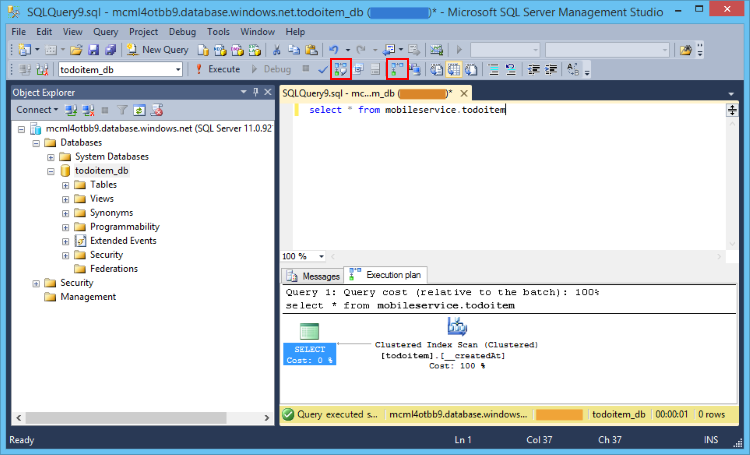 SQLQuery9.sql - mcml4otbb9.database.windows.net.todoitem_db ( )* - Microsoft SQL Server Management Studio
File Edit View Query Project Debug Tools Window Help
New Query
todoitem_db Execute Debug
Object Explorer
SQLQuery9.sql - mc...m_db ( )*
Connect
select * from mobileservice.todoitem
mcml4otbb9.database.windows.net (SQL Server 11.0.92
Databases
System Databases
todoitem_db
Tables
Views
Synonyms
Programmability
Extended Events
Security
Federations
Security
Management
100 %
Messages Execution plan
Query 1: Query cost (relative to the batch): 100%
select * from mobileservice.todoitem
SELECT
Cost: 0 %
Clustered Index Scan (Clustered)
[todoitem].[__createdAt]
Cost: 100 %
Query executed s... mcml4otbb9.database.windows... todoitem_db 00:00:01 0 rows
Ready Ln 1 Col 37 Ch 37 INS